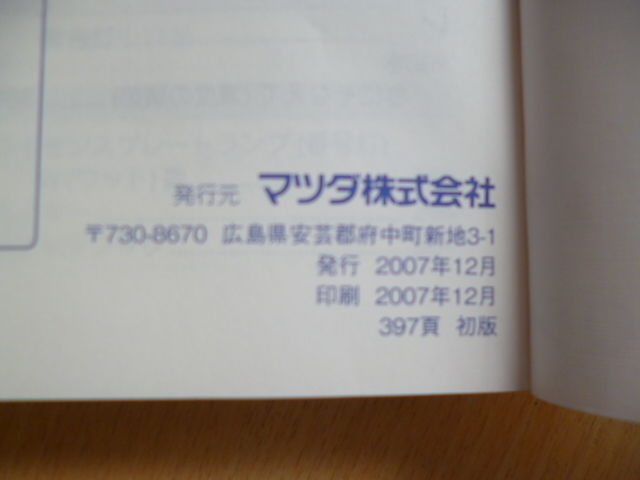 発行元 マツダ株式会社
〒730-8670 広島県安芸郡府中町新地3-1
発行 2007年12月
印刷 2007年12月
397頁 初版